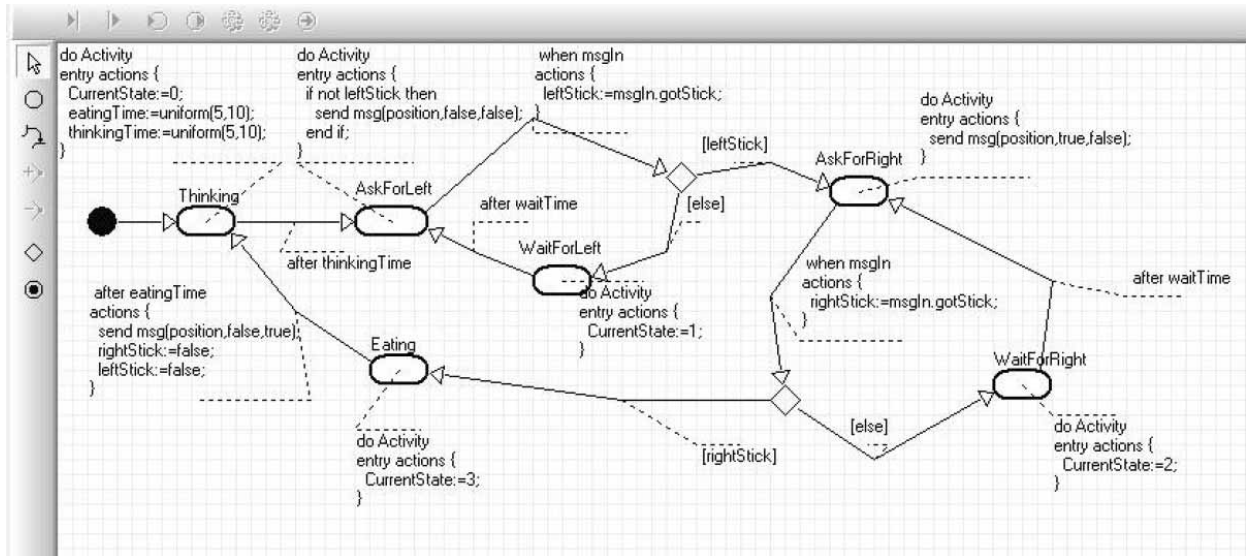 do Activity
entry actions {
CurrentState:=0;
eatingTime:=uniform(5,10);
thinkingTime:=uniform(5,10);
}
do Activity
entry actions {
if not leftStick then
send msg(position,false,false);
end if;
}
when msgIn
actions {
leftStick:=msgIn.gotStick;
}
do Activity
entry actions {
send msg(position,true,false);
}
[leftStick]
AskForRight
Thinking
AskForLeft
after waitTime
[else]
WaitForLeft
after thinkingTime
when msgIn
actions {
rightStick:=msgIn.gotStick;
}
after waitTime
after eatingTime
actions {
send msg(position,false,true);
rightStick:=false;
leftStick:=false;
}
do Activity
entry actions {
CurrentState:=1;
}
Eating
WaitForRight
[else]
[rightStick]
do Activity
entry actions {
CurrentState:=3;
}
do Activity
entry actions {
CurrentState:=2;
}